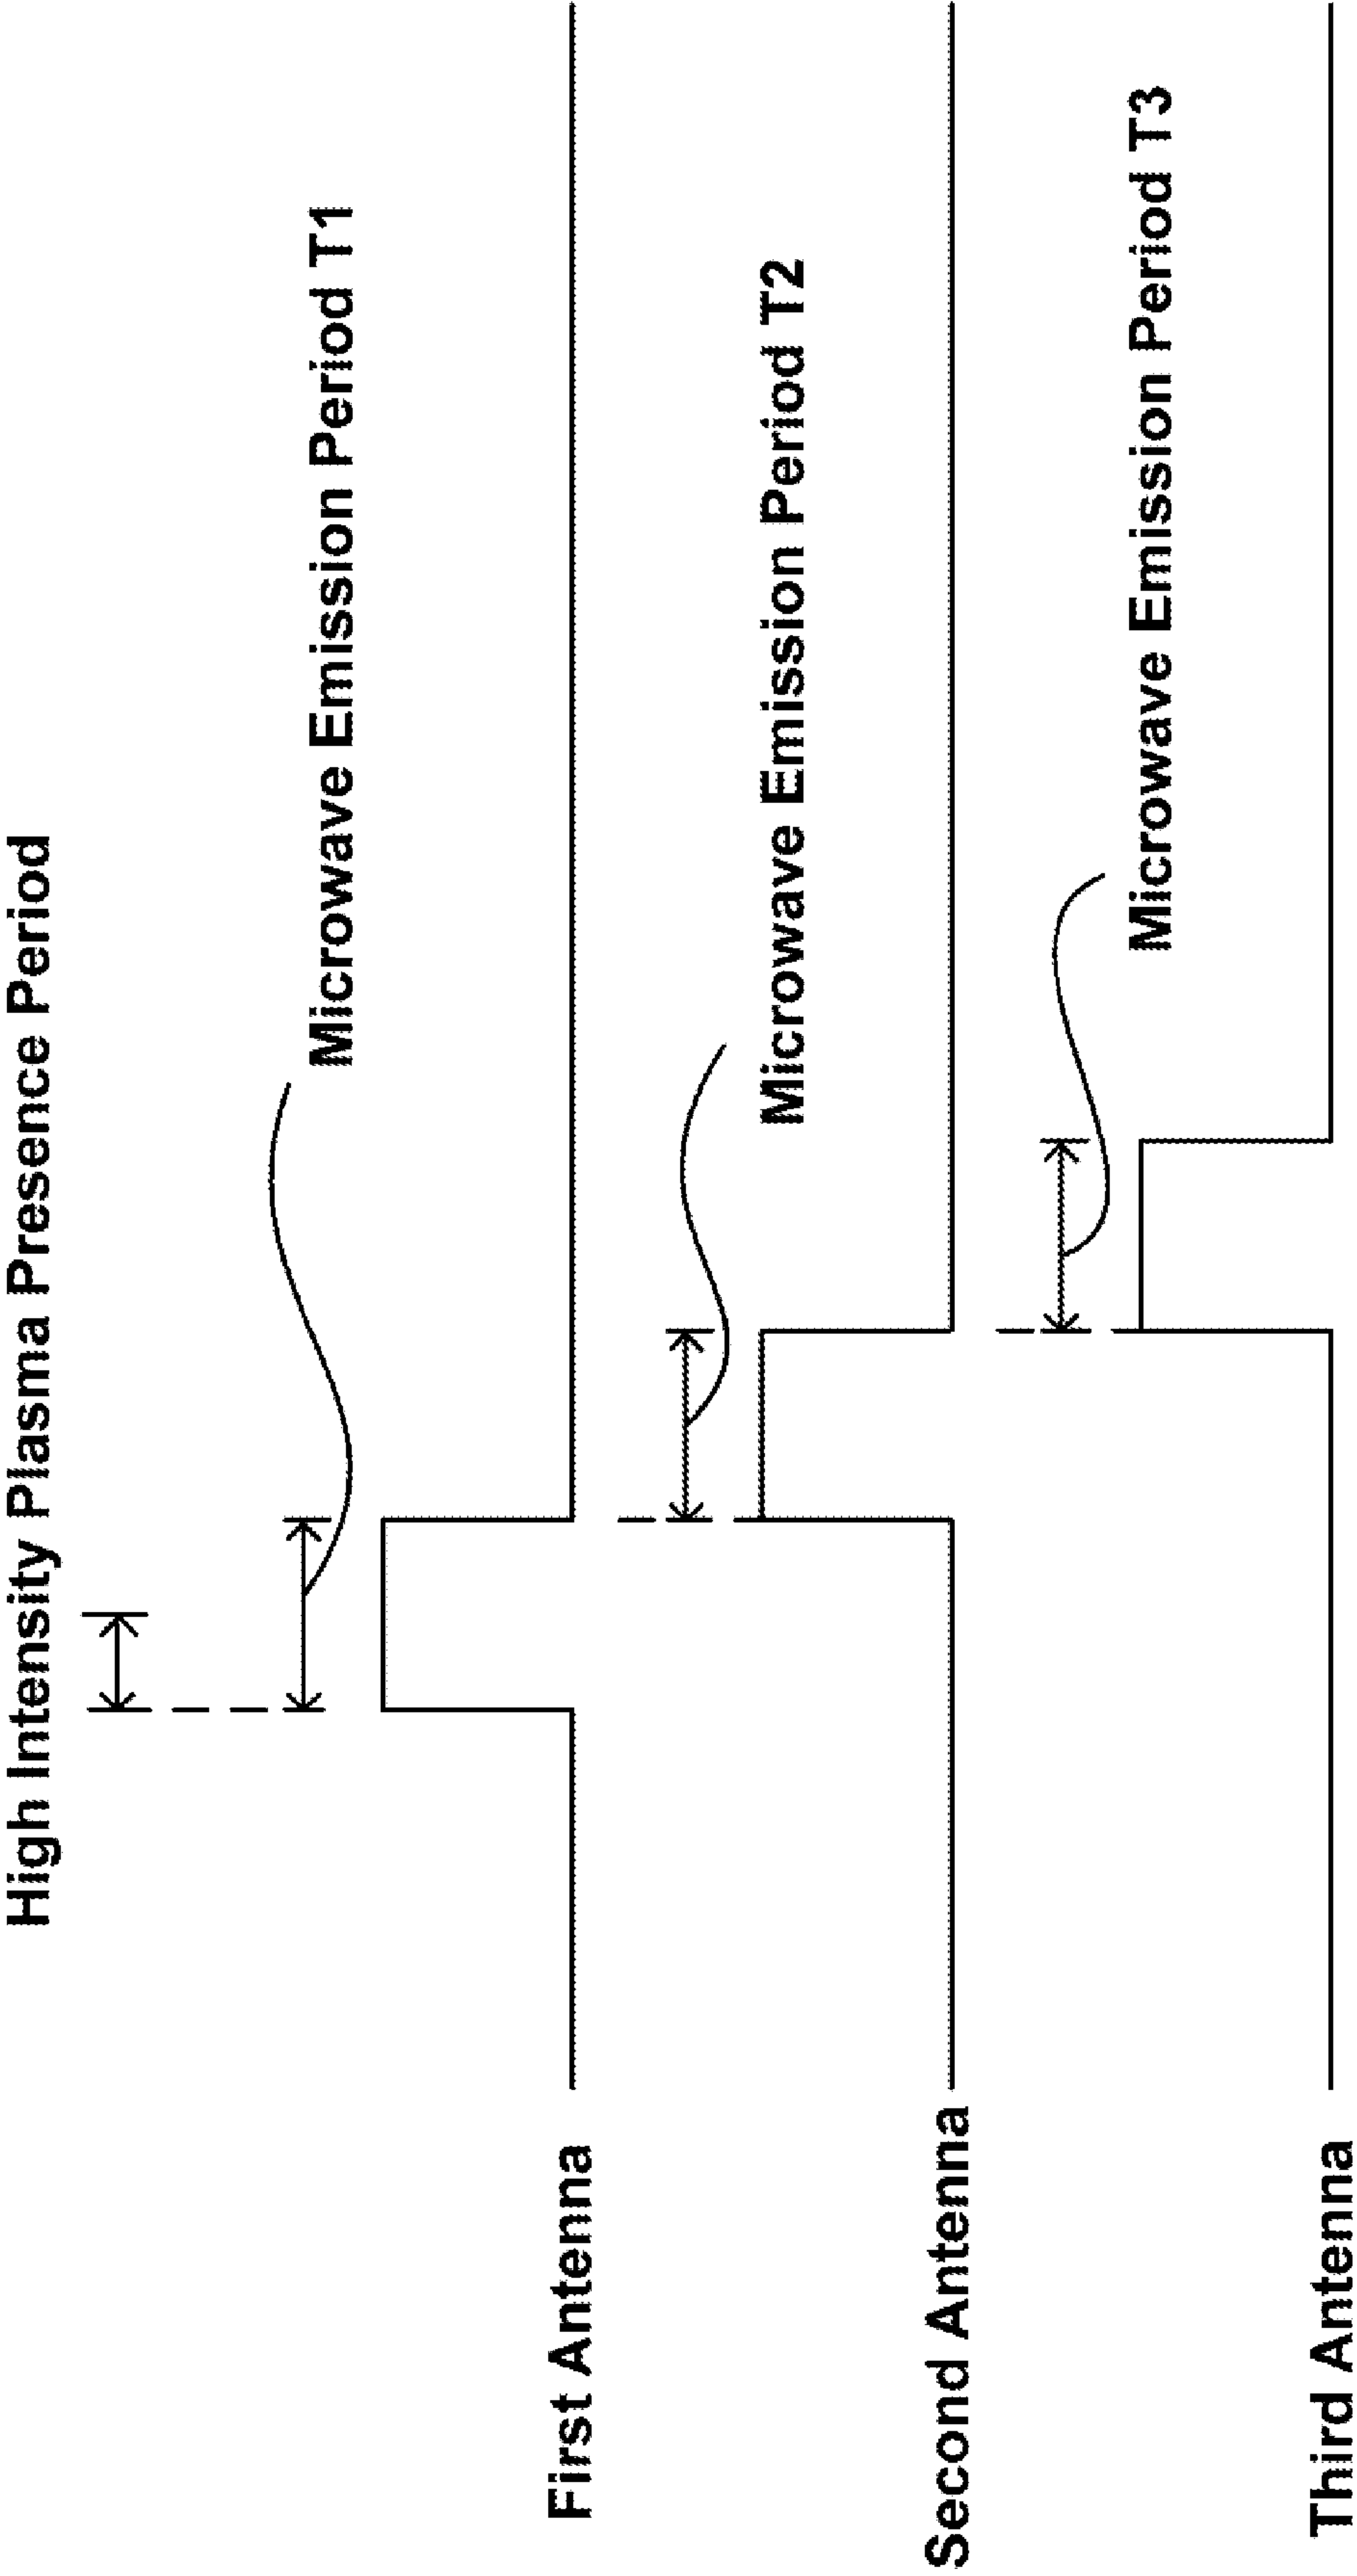 High Intensity Plasma Presence Period
Microwave Emission Period T1
First Antenna
Microwave Emission Period T2
Second Antenna
Microwave Emission Period T3
Third Antenna